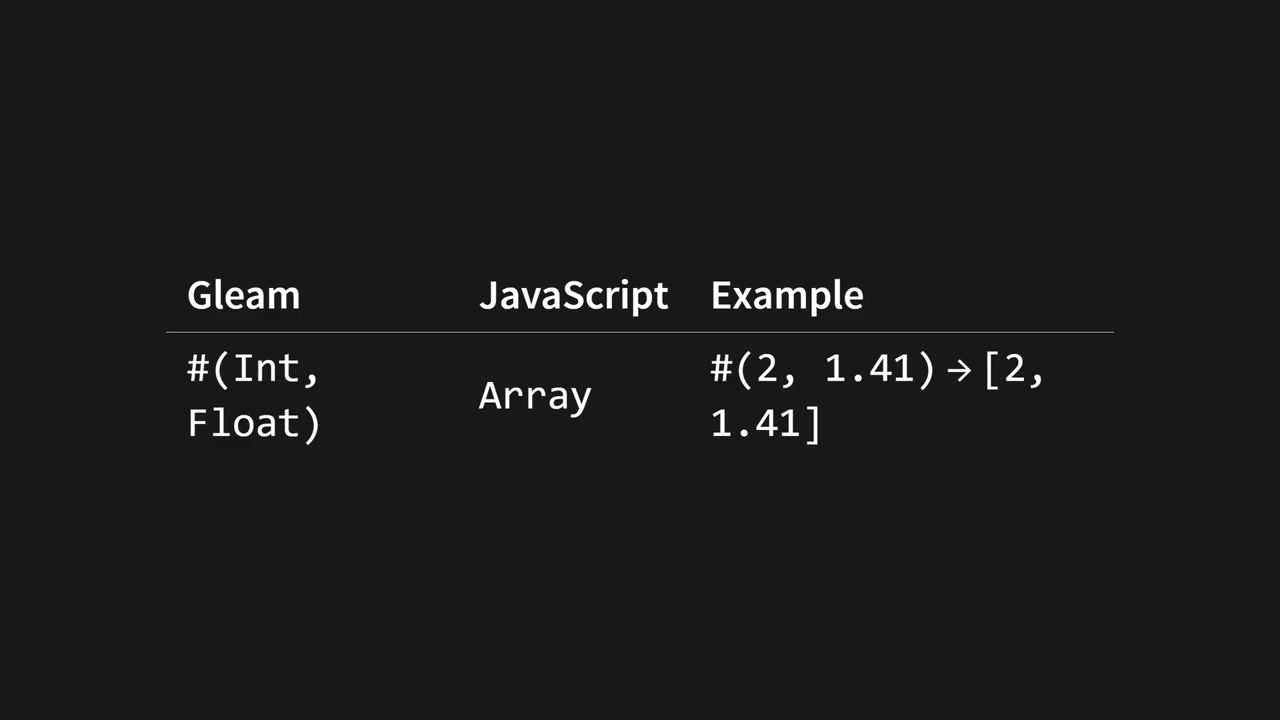 Gleam JavaScript Example
#(Int, Float) Array #(2, 1.41) → [2, 1.41]